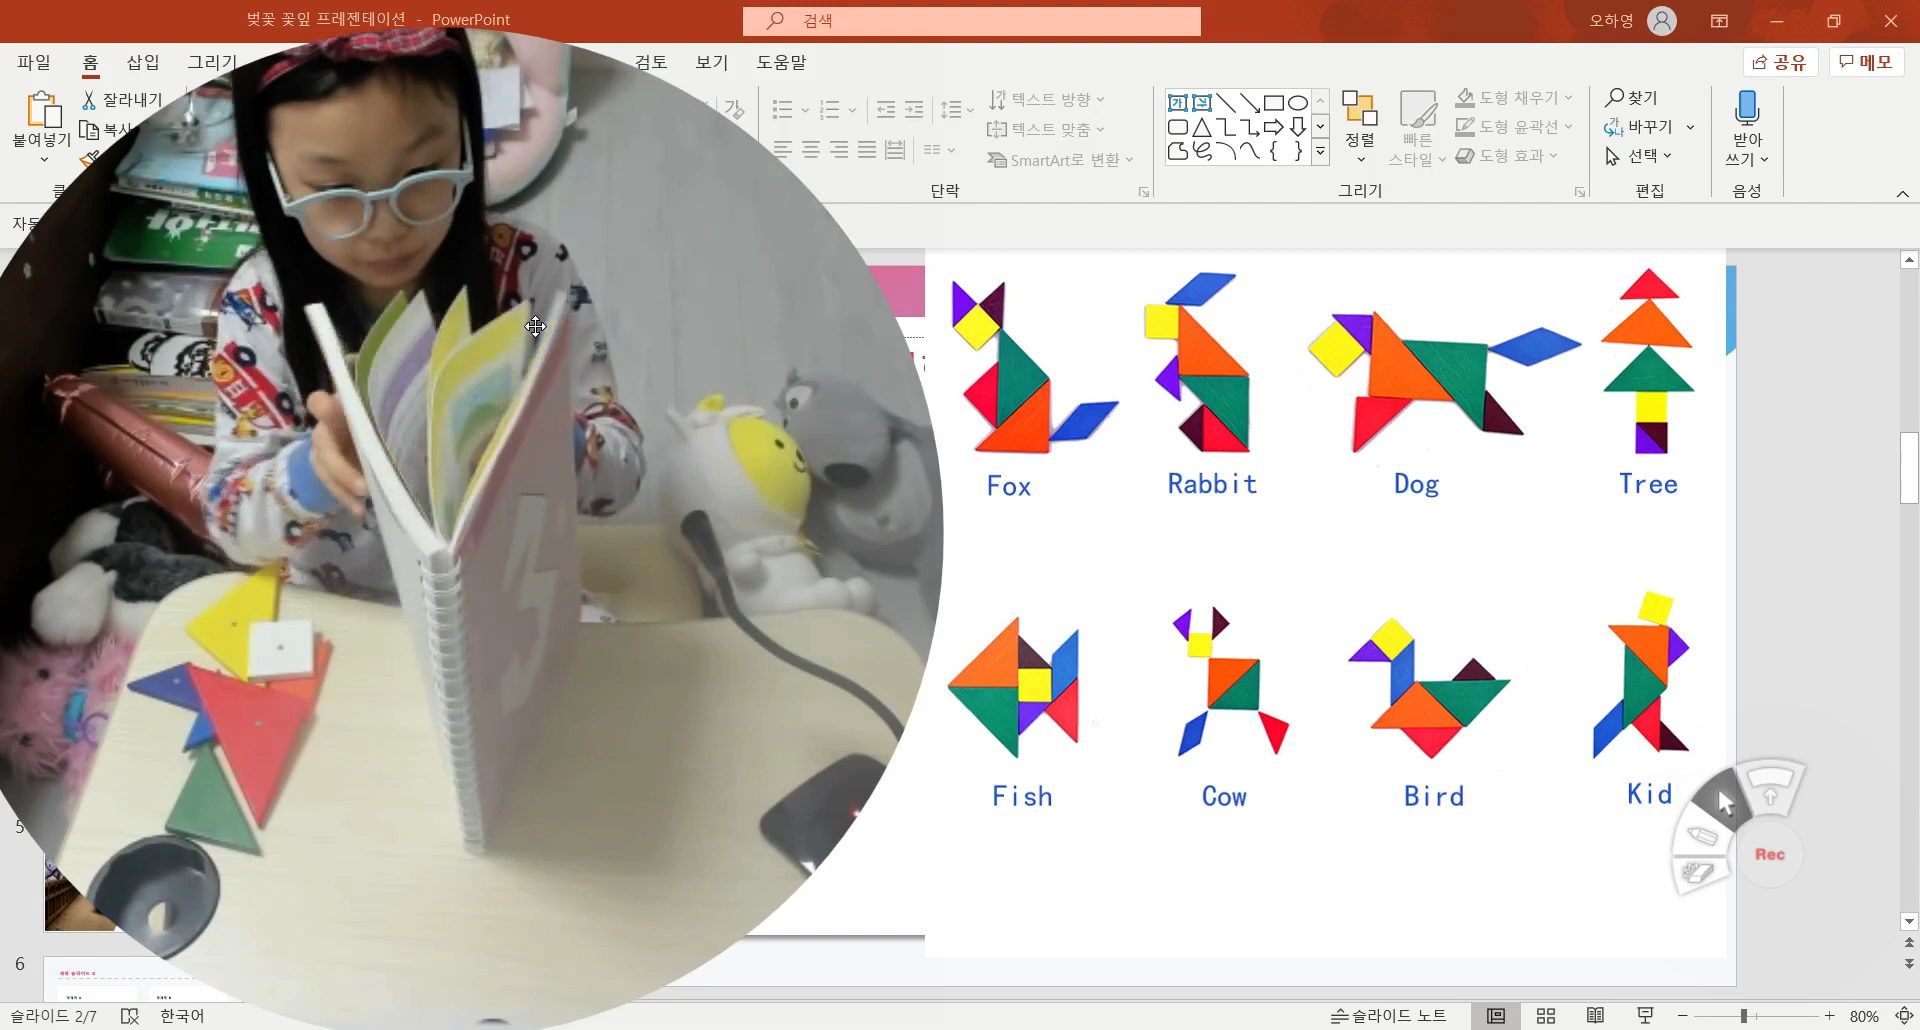 벚꽃 꽃잎 프레젠테이션 - PowerPoint
검색
오하영
파일
홈
삽입
그리기
검토
보기
도움말
공유
메모
붙여넣기
잘라내기
복사
텍스트 방향
텍스트 맞춤
SmartArt로 변환
단락
정렬
빠른
스타일
도형 채우기
도형 윤곽선
도형 효과
그리기
찾기
바꾸기
선택
편집
받아
쓰기
음성
자동
Fox
Rabbit
Dog
Tree
Fish
Cow
Bird
Kid
Rec
5
6
슬라이드 2/7
한국어
슬라이드 노트
80%